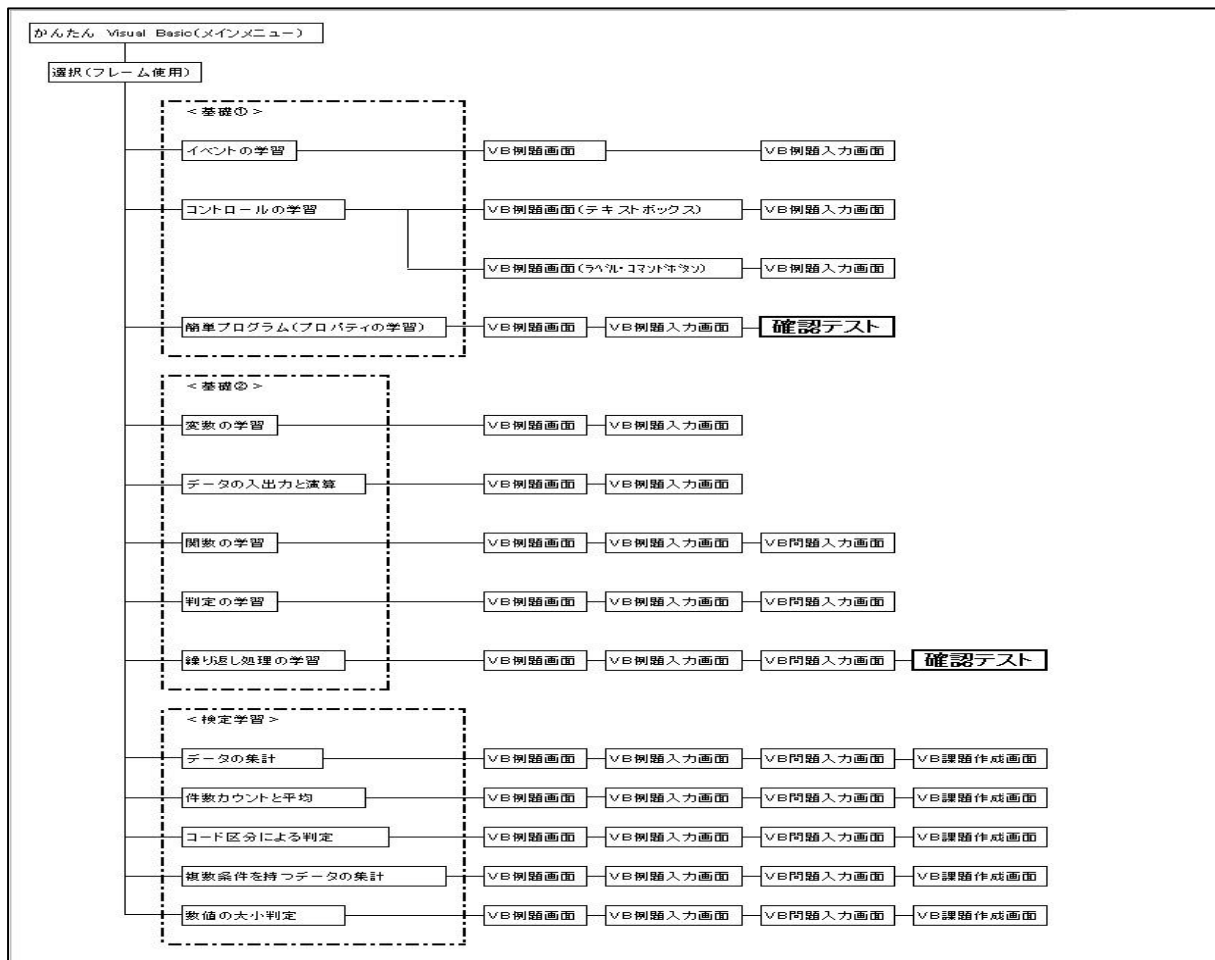 かんたん Visual Basic(メインメニュー)
選択(フレーム使用)
<基礎①>
イベントの学習 VB例題画面 VB例題入力画面
コントロールの学習 VB例題画面(テキストボックス) VB例題入力画面
VB例題画面(ラベル・コマンドボタン) VB例題入力画面
簡単プログラム(プロパティの学習) VB例題画面 VB例題入力画面 確認テスト
<基礎②>
変数の学習 VB例題画面 VB例題入力画面
データの入出力と演算 VB例題画面 VB例題入力画面
関数の学習 VB例題画面 VB例題入力画面 VB問題入力画面
判定の学習 VB例題画面 VB例題入力画面 VB問題入力画面
繰り返し処理の学習 VB例題画面 VB例題入力画面 VB問題入力画面 確認テスト
<検定学習>
データの集計 VB例題画面 VB例題入力画面 VB問題入力画面 VB課題作成画面
件数カウントと平均 VB例題画面 VB例題入力画面 VB問題入力画面 VB課題作成画面
コード区分による判定 VB例題画面 VB例題入力画面 VB問題入力画面 VB課題作成画面
複数条件を持つデータの集計 VB例題画面 VB例題入力画面 VB問題入力画面 VB課題作成画面
数値の大小判定 VB例題画面 VB例題入力画面 VB問題入力画面 VB課題作成画面